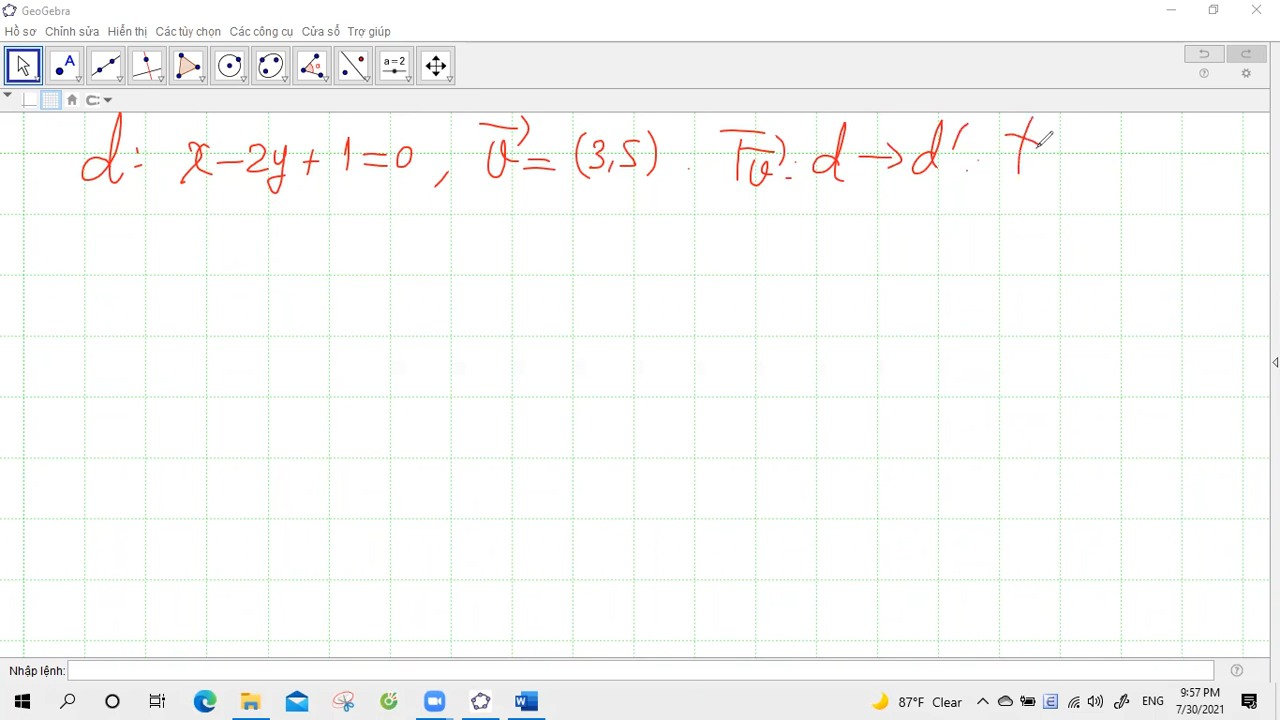 GeoGebra
Hồ sơ Chỉnh sửa Hiển thị Các tùy chọn Các công cụ Cửa sổ Trợ giúp
A a = 2
d: x - 2y + 1 = 0 , v⃗ = (3,5) . T_v⃗ : d → d' : T
Nhập lệnh:
87°F Clear ENG 9:57 PM
7/30/2021